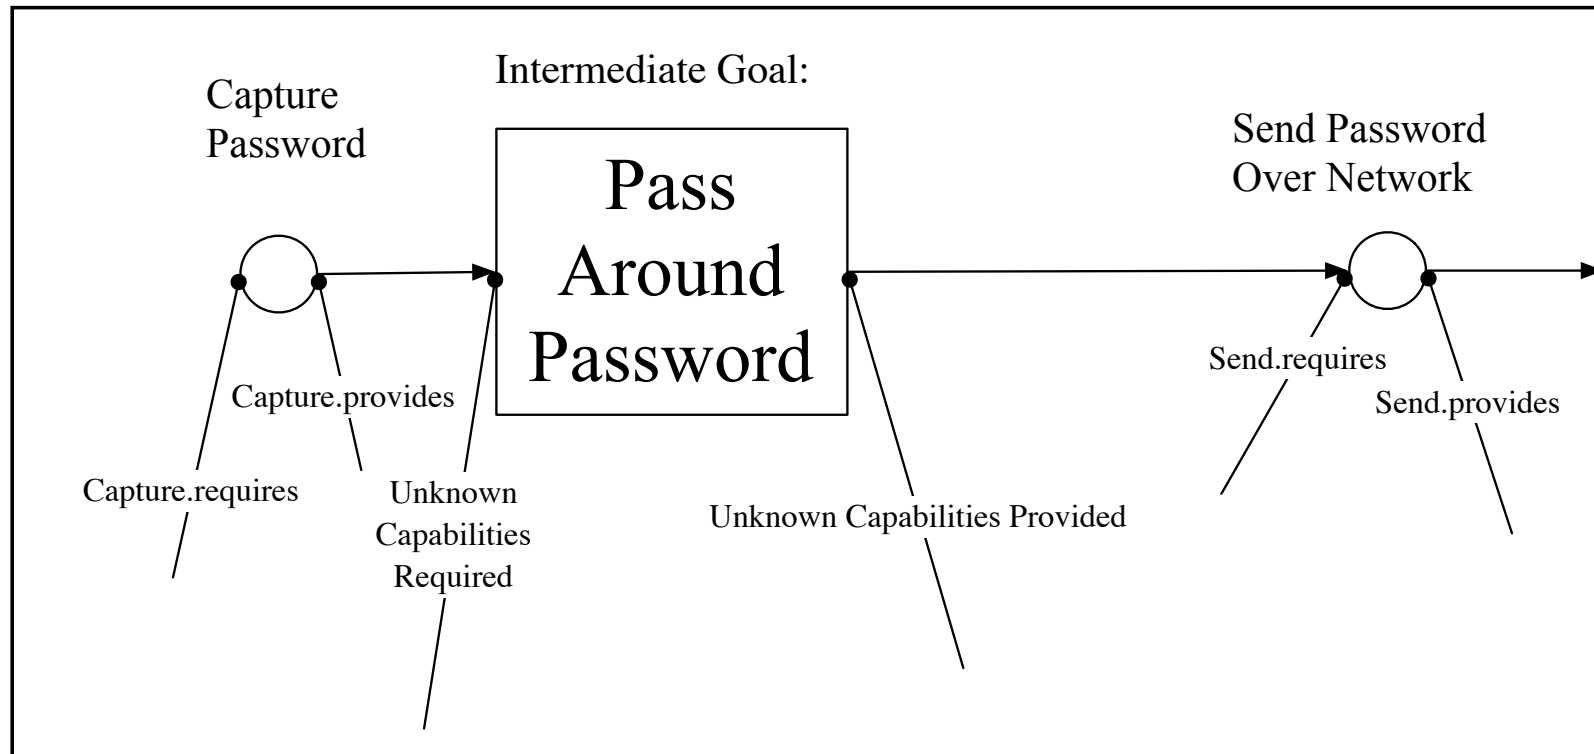 Capture
Password
Intermediate Goal:
Pass
Around
Password
Send Password
Over Network
Send.requires
Capture.provides
Send.provides
Capture.requires
Unknown
Capabilities
Required
Unknown Capabilities Provided